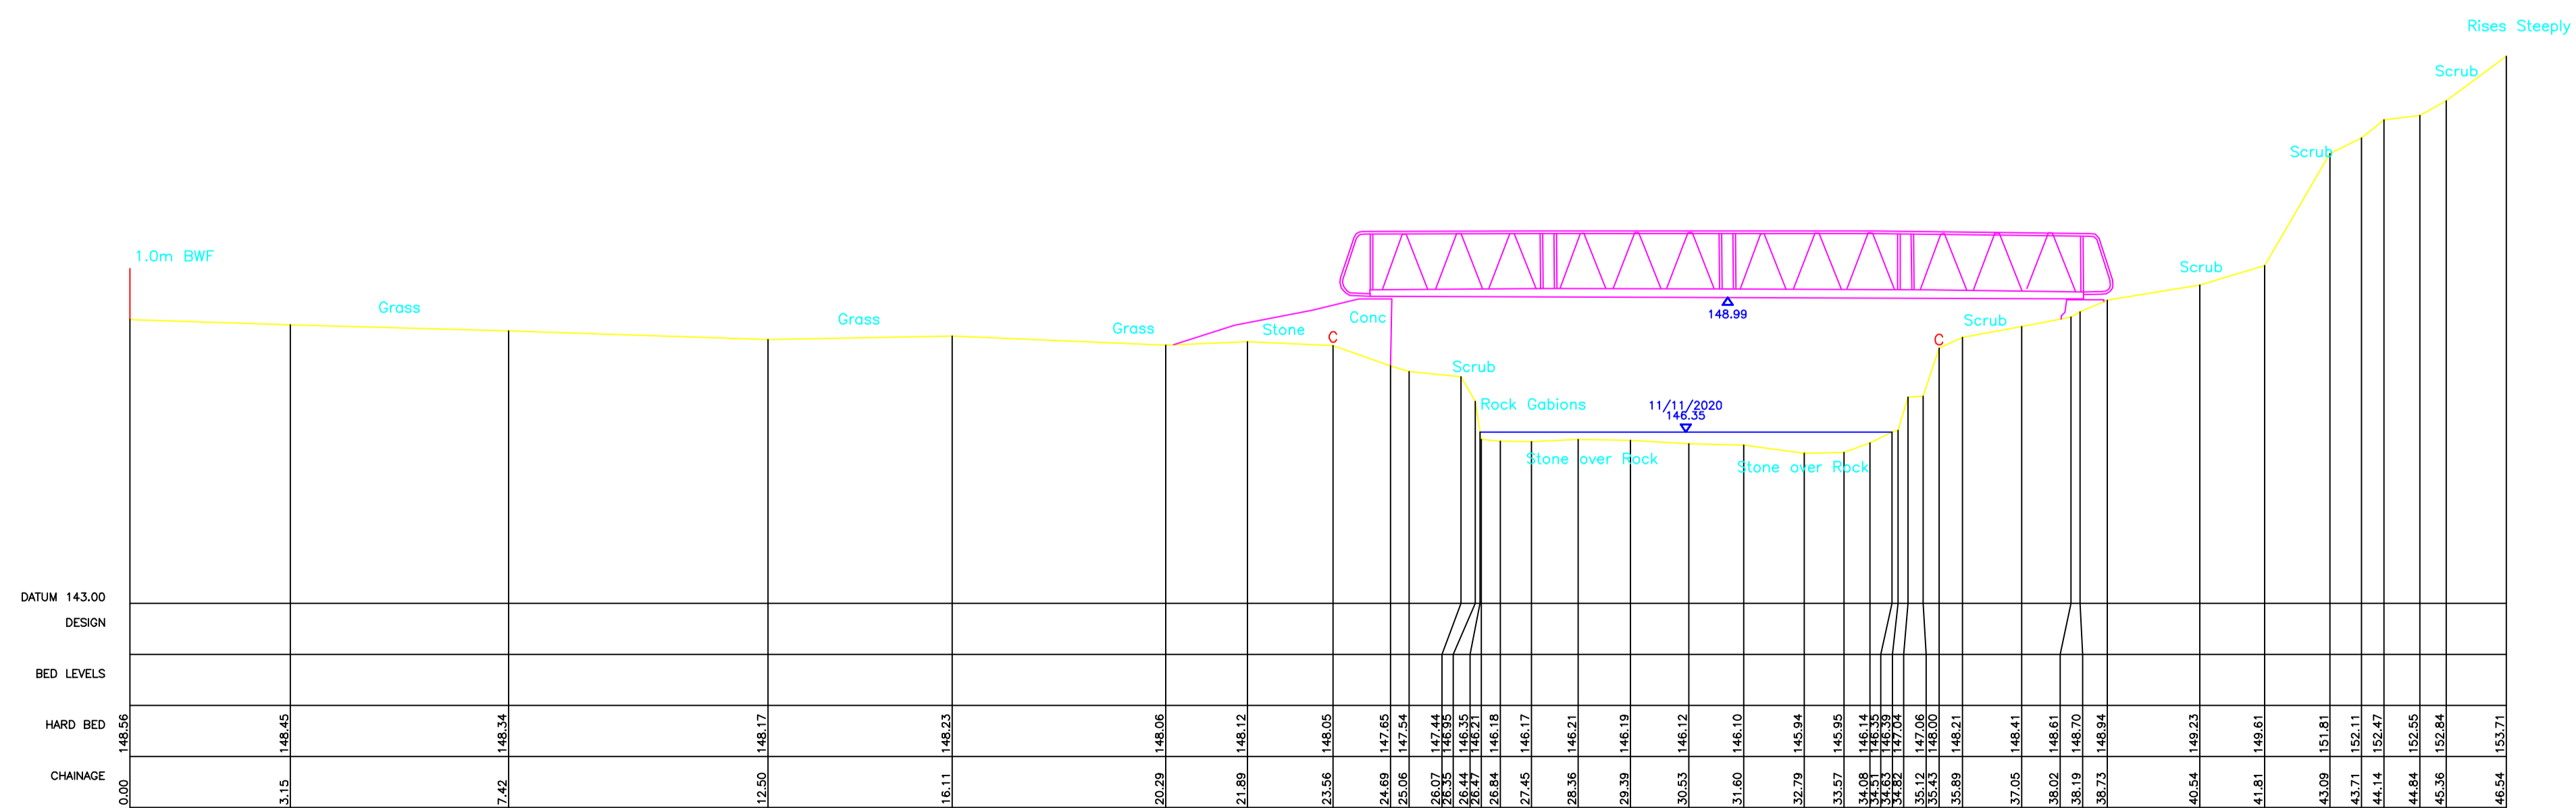 Rises Steeply
Scrub
Scrub
1.0m BWF
Scrub
Grass
Conc
148.99
Grass
Grass
Stone
C
C
Scrub
Scrub
Rock Gabions
11/11/2020
146.35
Stone over Rock
Stone over Rock
DATUM 143.00
DESIGN
BED LEVELS
HARD BED 148.56 148.45 148.34 148.17 148.23 148.06 148.12 148.05 147.65 147.54 147.44 146.95 146.35 146.21 146.18 146.17 146.21 146.19 146.12 146.10 145.94 145.95 146.14 146.35 146.39 147.04 147.06 148.00 148.21 148.41 148.61 148.70 148.94 149.23 149.61 151.81 152.11 152.47 152.55 152.84 153.71
CHAINAGE 0.00 3.15 7.42 12.50 16.11 20.29 21.89 23.56 24.69 25.06 26.07 26.35 26.44 26.47 26.84 27.45 28.36 29.39 30.53 31.60 32.79 33.57 34.08 34.51 34.63 34.82 35.12 35.43 35.89 37.05 38.02 38.19 38.73 40.54 41.81 43.09 43.71 44.14 44.84 45.36 46.54